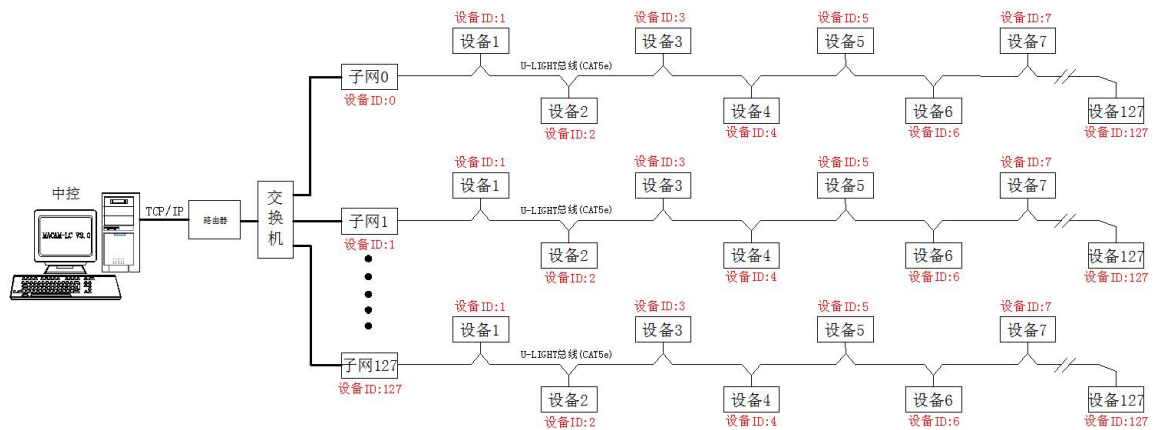 设备ID:1
设备ID:3
设备ID:5
设备ID:7
设备1
设备3
设备5
设备7
U-LIGHT总线(CAT5e)
子网0
设备ID:0
设备2
设备4
设备6
设备127
设备ID:2
设备ID:4
设备ID:6
设备ID:127
中控
MACAM-LC V3.0
TCP/IP
路由器
交换机
设备ID:1
设备ID:3
设备ID:5
设备ID:7
设备1
设备3
设备5
设备7
U-LIGHT总线(CAT5e)
子网1
设备ID:1
设备2
设备4
设备6
设备127
设备ID:2
设备ID:4
设备ID:6
设备ID:127
设备ID:1
设备ID:3
设备ID:5
设备ID:7
设备1
设备3
设备5
设备7
U-LIGHT总线(CAT5e)
子网127
设备ID:127
设备2
设备4
设备6
设备127
设备ID:2
设备ID:4
设备ID:6
设备ID:127